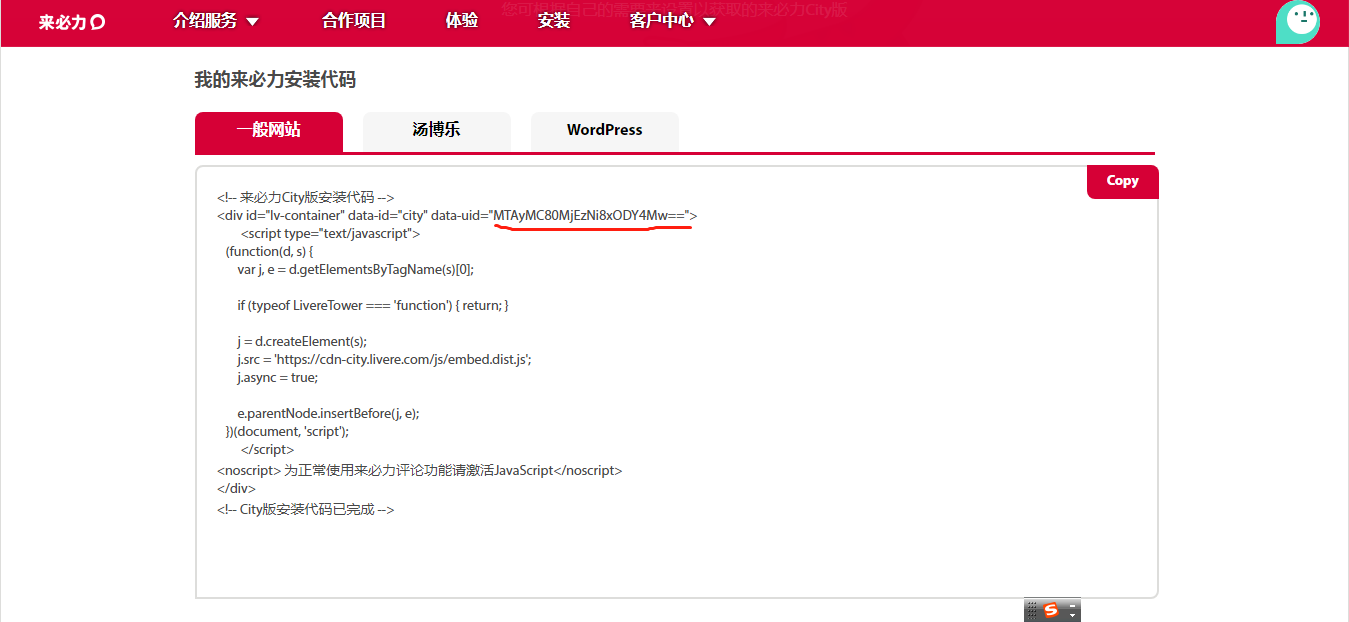 您可根据自己的需要来设置以获取的来必力City版
来必力
介绍服务 合作项目 体验 安装 客户中心
我的来必力安装代码
一般网站 汤博乐 WordPress
Copy
<!-- 来必力City版安装代码 -->
<div id="lv-container" data-id="city" data-uid="MTAyMC80MjEzNi8xODY4Mw==">
<script type="text/javascript">
(function(d, s) {
var j, e = d.getElementsByTagName(s)[0];
if (typeof LivereTower === 'function') { return; }
j = d.createElement(s);
j.src = 'https://cdn-city.livere.com/js/embed.dist.js';
j.async = true;
e.parentNode.insertBefore(j, e);
})(document, 'script');
</script>
<noscript> 为正常使用来必力评论功能请激活JavaScript</noscript>
</div>
<!-- City版安装代码已完成 -->
S